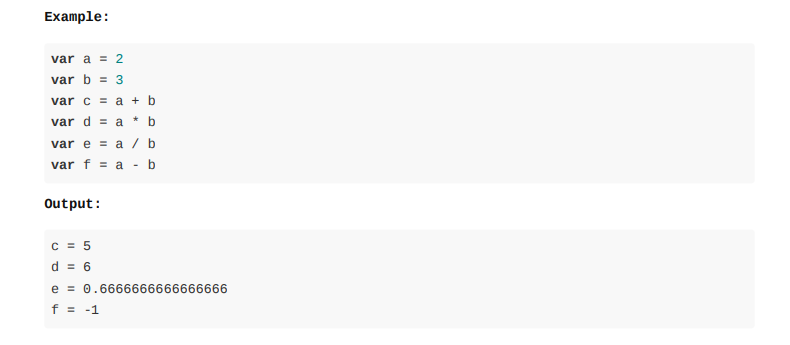 Example:
var a = 2
var b = 3
var c = a + b
var d = a * b
var e = a / b
var f = a - b
Output:
c = 5
d = 6
e = 0.6666666666666666
f = -1